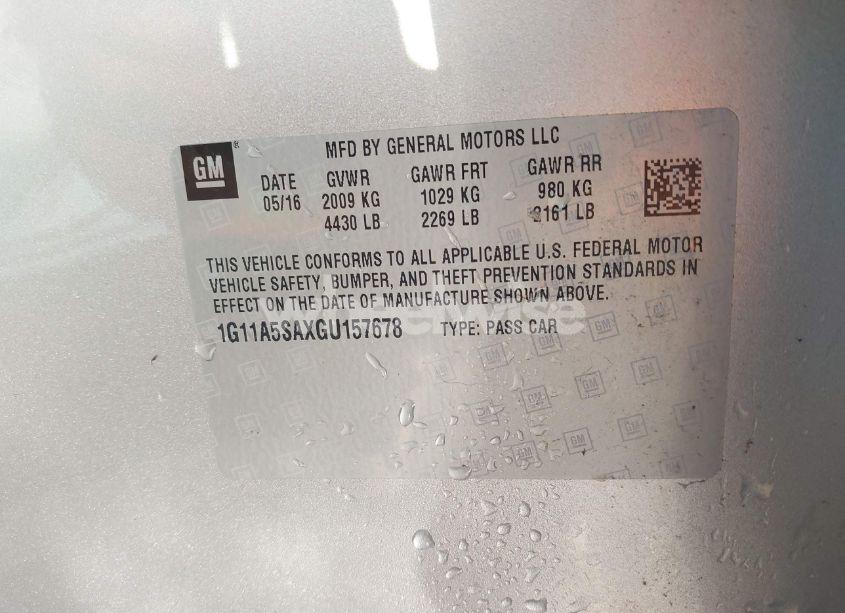 GM
MFD BY GENERAL MOTORS LLC
DATE GVWR GAWR FRT GAWR RR
05/16 2009 KG 1029 KG 980 KG
4430 LB 2269 LB 2161 LB
THIS VEHICLE CONFORMS TO ALL APPLICABLE U.S. FEDERAL MOTOR
VEHICLE SAFETY, BUMPER, AND THEFT PREVENTION STANDARDS IN
EFFECT ON THE DATE OF MANUFACTURE SHOWN ABOVE.
1G11A5SAXGU157678 TYPE: PASS CAR